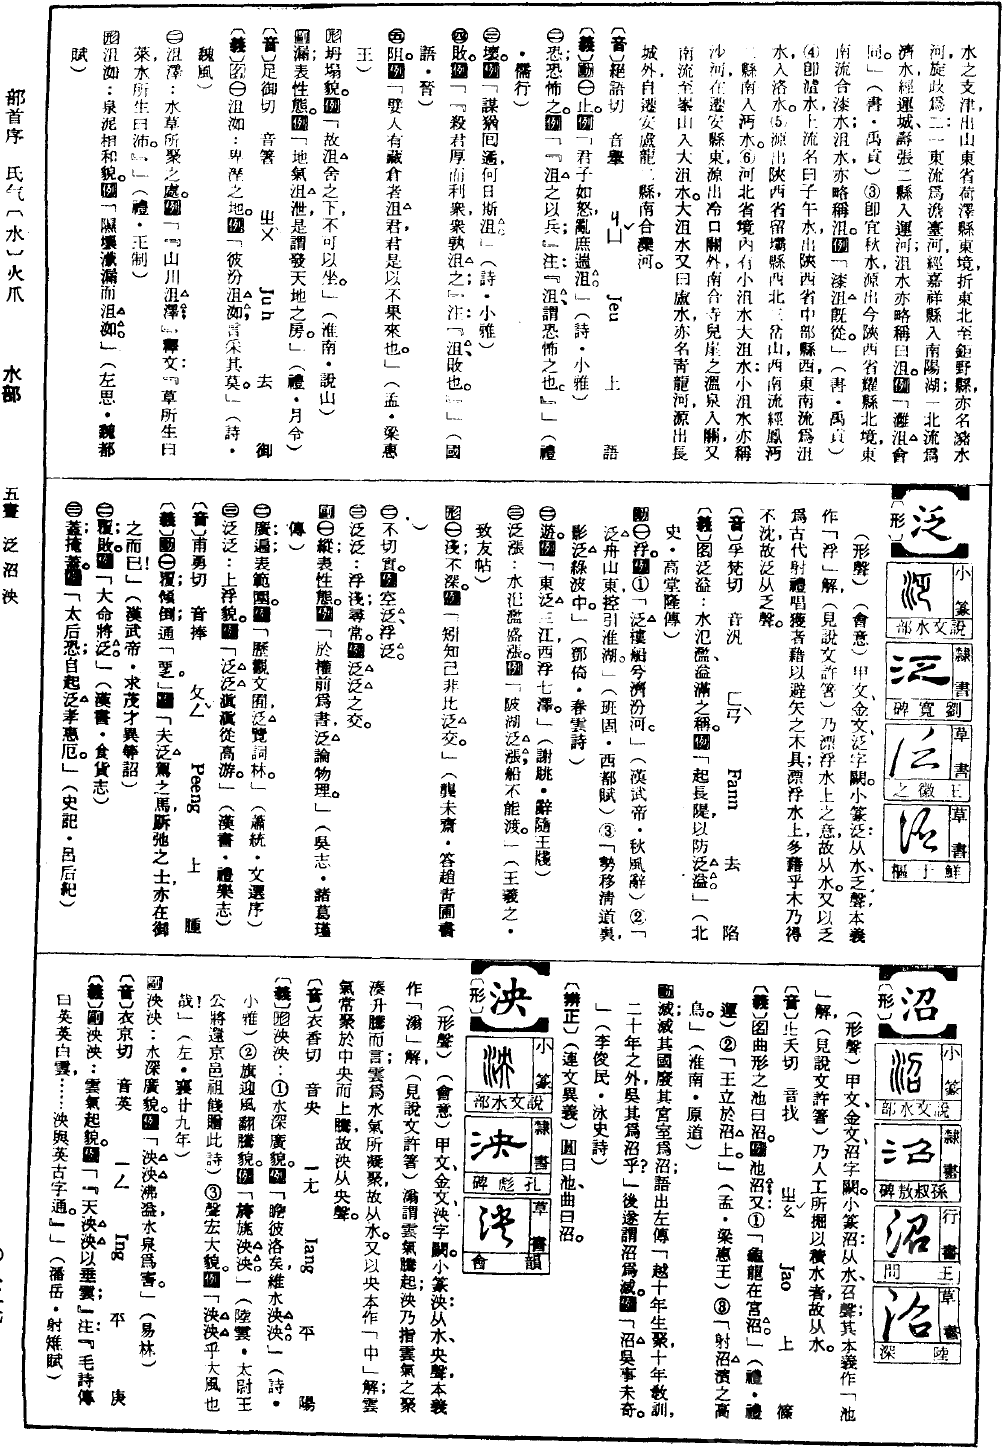 水之支津，出山東省荷澤縣東境，折東北至鉅野縣，亦名濋水
河，旋歧爲二：一東流爲澹臺河，經嘉祥縣入南陽湖；一北流爲
濟水，經運城、壽張二縣入運河；沮水亦略稱曰沮。例「灉沮會
同。」（書·禹貢）③卽宜秋水，源出今陝西省耀縣北境，東
南流合漆水；沮水亦略稱沮。例「漆沮旣從。」（書·禹貢）
④卽瀘水，上流名曰子午水，出陝西省中部縣西，東南流爲沮
水入洛水。⑤源出陝西省留壩縣西北三岔山，西南流經鳳、沔
二縣南入沔水。⑥河北省境內有小沮水大沮水：小沮水亦稱
沙河，在遷安縣東，源出冷口關外，南合寺兒崖之溫泉入關，又
南流至峯山入大沮水。大沮水又曰盧水，亦名靑龍河，源出長
城外，自遷安盧龍二縣南合灤河。
〔音〕絕語切　音舉　ㄐㄩˇ　Jeu　上　語
〔義〕動㊀止。例「君子如怒，亂庶遄沮。」（詩·小雅）
㊁恐；恐怖之。例「『沮之以兵』注：『沮，謂恐怖之也。』」（禮
·儒行）
㊂壞。例「謀猶回遹，何日斯沮」（詩·小雅）
㊃敗。例「『殺君厚而利衆，衆孰沮之』注：『沮，敗也。』」（國
語·晉）
㊄阻。例「嬖人有臧倉者沮君，君是以不果來也。」（孟·梁惠
王）
形坍塌貌。例「故沮舍之下不可以坐。」（淮南·說山）
副漏，表性態。例「地氣沮泄，是謂發天地之房。」（禮·月令）
〔音〕足御切　音箸　ㄓㄨˋ　Juh　去　御
〔義〕名㊀沮洳：卑溼之地。例「彼汾沮洳，言采其莫。」（詩·
魏風）
㊁沮澤：水草所聚之處。例「『山川沮澤』釋文：『草所生曰
萊，水所生曰沛。』」（禮·王制）
形沮洳：泉泥相和貌。例「隰壤瀸漏而沮洳。」（左思·魏都
賦）
部首序　氏气〔水〕火爪　水部　五畫　泛　沼　泱
泛
〔形〕
小篆
說文水部
隸書
劉寬碑
草書
王徽之
草書
鮮于樞
（形聲）（會意）甲文、金文泛字闕。小篆泛：从水、乏聲，本義
作「浮」解（見說文許箸）乃漂浮水上之意，故从水。又以乏
爲古代射禮唱獲者藉以避矢之木具；漂浮水上多藉乎木乃得
不沈，故泛从乏聲。
〔音〕孚梵切　音汎　ㄈㄢˋ　Fann　去　陷
〔義〕名泛溢：水氾濫溢滿之稱。例「起長隄以防泛溢。」（北
史·高堂隆傳）
動㊀浮。例①「泛樓船兮濟汾河。」（漢武帝·秋風辭）②「
泛舟山東，控引淮湖。」（班固·西都賦）③「勢移淸道裏，
影泛綠波中。」（鄧倚·春雲詩）
㊁遊。例「東泛三江，西浮七澤。」（謝朓·辭隨王牋）
㊂泛漲：水氾濫盛漲。例「陂湖泛漲，船不能渡。」（王羲之·
致友帖）
形㊀淺；不深。例「矧知己非比泛交。」（龔未齋·答趙靑圃書
）
㊁不切實。例空泛、浮泛。
㊂泛泛：浮淺；尋常。例泛泛之交。
副㊀縱，表性態。例「於權前爲書，泛論物理。」（吳志·諸葛瑾
傳）
㊁廣遍，表範圍。例「歷觀文囿，泛覽詞林。」（蕭統·文選序）
㊂泛泛：上浮貌。例「泛泛滇滇從高游。」（漢書·禮樂志）
〔音〕甫勇切　音捧　ㄆㄥˇ　Peeng　上　腫
〔義〕動㊀覆；傾倒，通「覂」。例「夫泛駕之馬，跅弛之士，亦在御
之而已！」（漢武帝·求茂才異等詔）
㊁覆；敗。例「大命將泛。」（漢書·食貨志）
㊂蓋；掩蓋。例「太后恐，自起泛孝惠厄。」（史記·呂后紀）
沼
〔形〕
小篆
說文水部
隸書
孫叔敖碑
行書
王問
草書
陸深
（形聲）甲文、金文沼字闕。小篆沼：从水、召聲，其本義作「池
」解（見說文許箸）乃人工所掘以積水者，故从水。
〔音〕止夭切　音找　ㄓㄠˇ　Jao　上　篠
〔義〕名曲形之池曰沼。例池沼；又①「龜龍在宮沼。」（禮·禮
運）②「王立於沼上。」（孟·梁惠王）③「射沼濱之高
鳥。」（淮南·原道）
動滅；滅其國，廢其宮室爲沼；語出左傳「越十年生聚，十年敎訓，
二十年之外，吳其爲沼乎？」後遂謂沼爲滅。例「沼吳事未奇。
」（李俊民·泳史詩）
〔辨正〕（連文異義）圓曰池，曲曰沼。
泱
〔形〕
小篆
說文水部
隸書
孔彪碑
草書
韻會
（形聲）（會意）甲文、金文泱字闕。小篆泱：从水、央聲，本義
作「滃」解（見說文許箸）滃謂雲氣騰起，泱乃指雲氣之聚
湊升騰而言；雲爲水氣所凝聚，故从水。又以央本作「中」解，雲
氣常聚於中央而上騰，故泱从央聲。
〔音〕衣香切　音央　ㄧㄤ　Iang　平　陽
〔義〕形泱泱：①水深廣貌。例「瞻彼洛矣，維水泱泱。」（詩·
小雅）②旗迎風翻騰貌。例「旂旐泱泱」（陸雲·太尉王
公將還京邑祖餞贈此詩）③聲宏大貌。例「泱泱乎大風也
哉！」（左·襄廿九年）
副泱泱：水深廣貌。例「泱泱沸溢，水泉爲害。」（易林）
〔音〕衣京切　音英　ㄧㄥ　Ing　平　庚
〔義〕副泱泱：雲氣起貌。例「『天泱泱以垂雲』注：『毛詩傳
曰英英白雲……泱與英古字通。』」（潘岳·射雉賦）